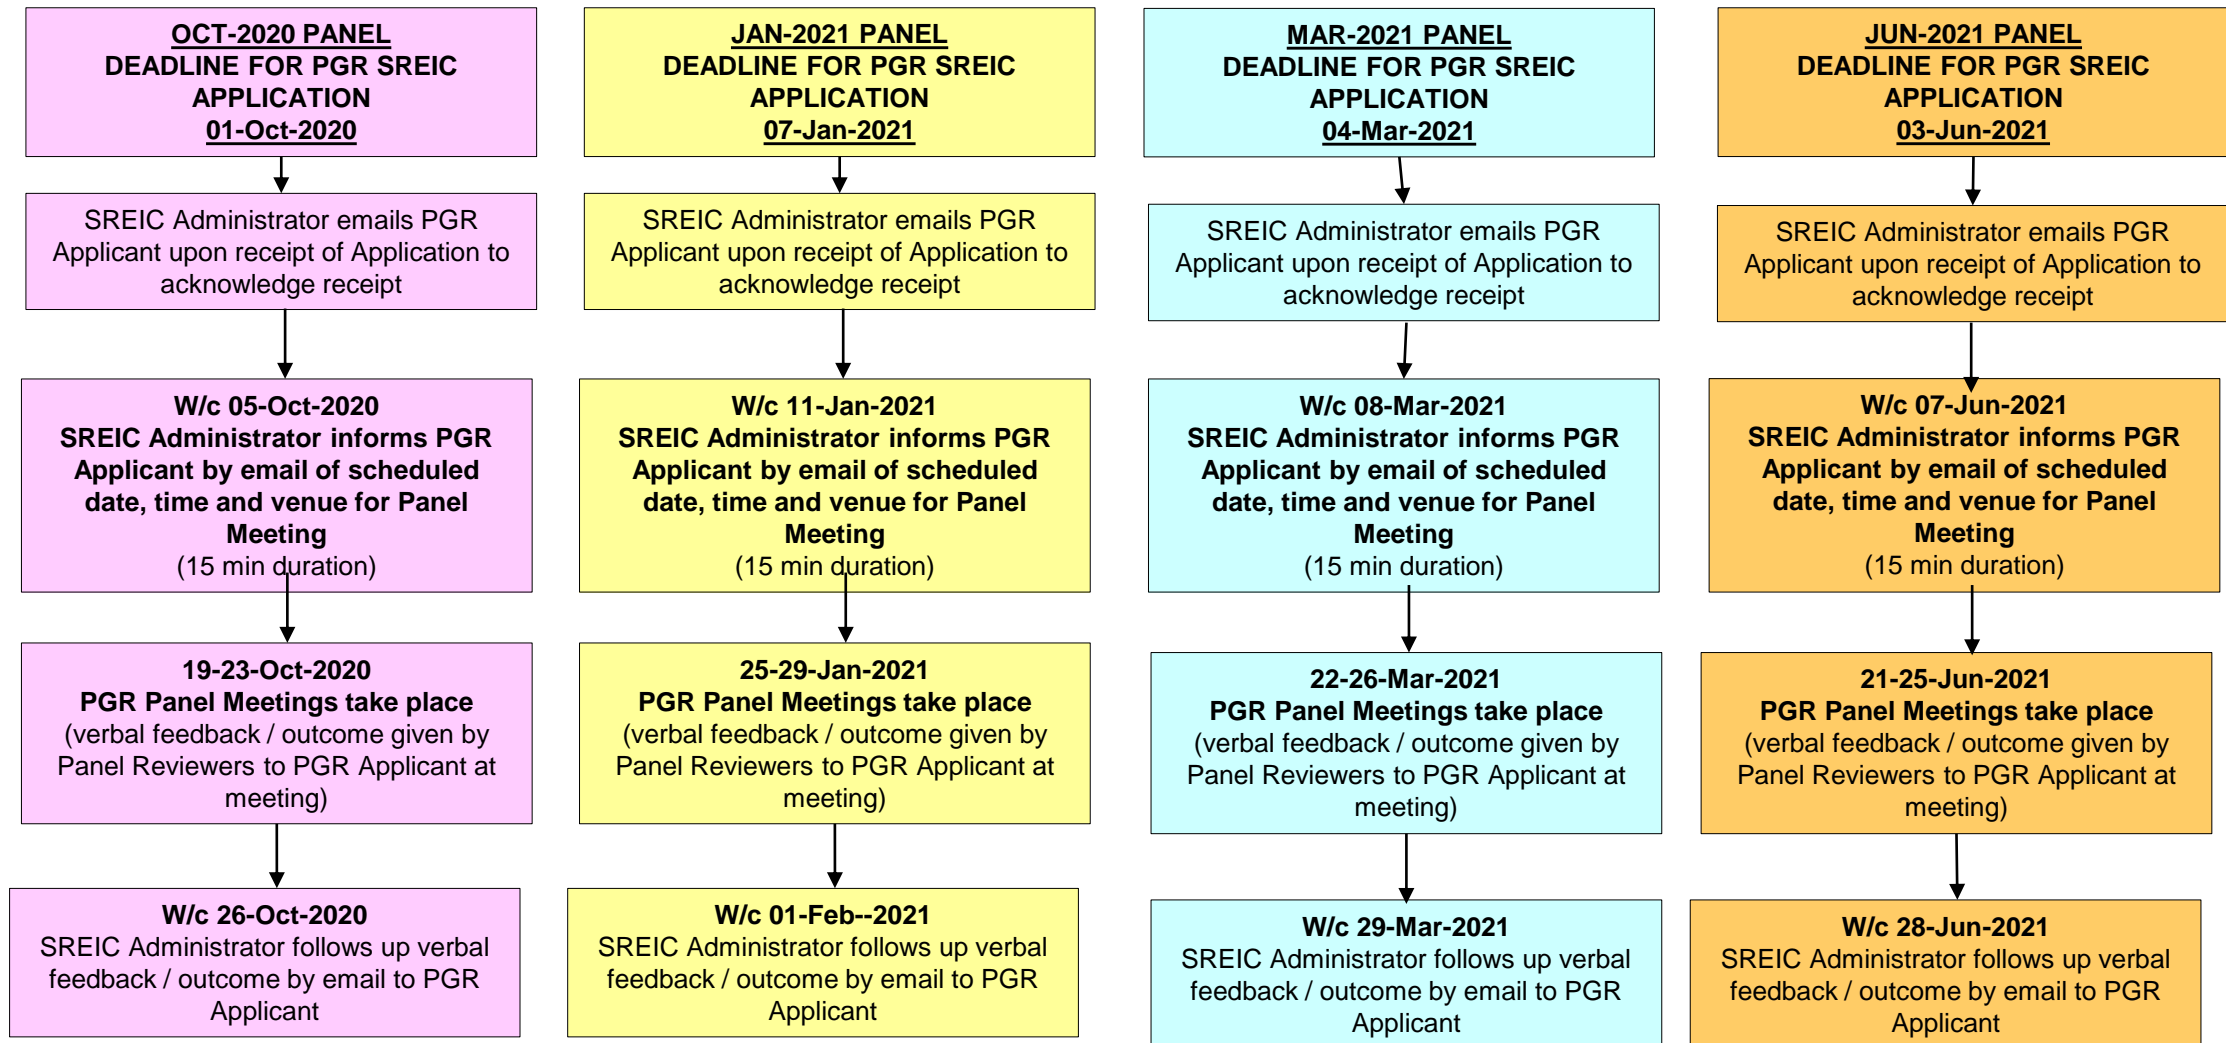 OCT-2020 PANEL
DEADLINE FOR PGR SREIC
APPLICATION
01-Oct-2020
SREIC Administrator emails PGR
Applicant upon receipt of Application to
acknowledge receipt
W/c 05-Oct-2020
SREIC Administrator informs PGR
Applicant by email of scheduled
date, time and venue for Panel
Meeting
(15 min duration)
19-23-Oct-2020
PGR Panel Meetings take place
(verbal feedback / outcome given by
Panel Reviewers to PGR Applicant at
meeting)
W/c 26-Oct-2020
SREIC Administrator follows up verbal
feedback / outcome by email to PGR
Applicant
JAN-2021 PANEL
DEADLINE FOR PGR SREIC
APPLICATION
07-Jan-2021
SREIC Administrator emails PGR
Applicant upon receipt of Application to
acknowledge receipt
W/c 11-Jan-2021
SREIC Administrator informs PGR
Applicant by email of scheduled
date, time and venue for Panel
Meeting
(15 min duration)
25-29-Jan-2021
PGR Panel Meetings take place
(verbal feedback / outcome given by
Panel Reviewers to PGR Applicant at
meeting)
W/c 01-Feb--2021
SREIC Administrator follows up verbal
feedback / outcome by email to PGR
Applicant
MAR-2021 PANEL
DEADLINE FOR PGR SREIC
APPLICATION
04-Mar-2021
SREIC Administrator emails PGR
Applicant upon receipt of Application to
acknowledge receipt
W/c 08-Mar-2021
SREIC Administrator informs PGR
Applicant by email of scheduled
date, time and venue for Panel
Meeting
(15 min duration)
22-26-Mar-2021
PGR Panel Meetings take place
(verbal feedback / outcome given by
Panel Reviewers to PGR Applicant at
meeting)
W/c 29-Mar-2021
SREIC Administrator follows up verbal
feedback / outcome by email to PGR
Applicant
JUN-2021 PANEL
DEADLINE FOR PGR SREIC
APPLICATION
03-Jun-2021
SREIC Administrator emails PGR
Applicant upon receipt of Application to
acknowledge receipt
W/c 07-Jun-2021
SREIC Administrator informs PGR
Applicant by email of scheduled
date, time and venue for Panel
Meeting
(15 min duration)
21-25-Jun-2021
PGR Panel Meetings take place
(verbal feedback / outcome given by
Panel Reviewers to PGR Applicant at
meeting)
W/c 28-Jun-2021
SREIC Administrator follows up verbal
feedback / outcome by email to PGR
Applicant